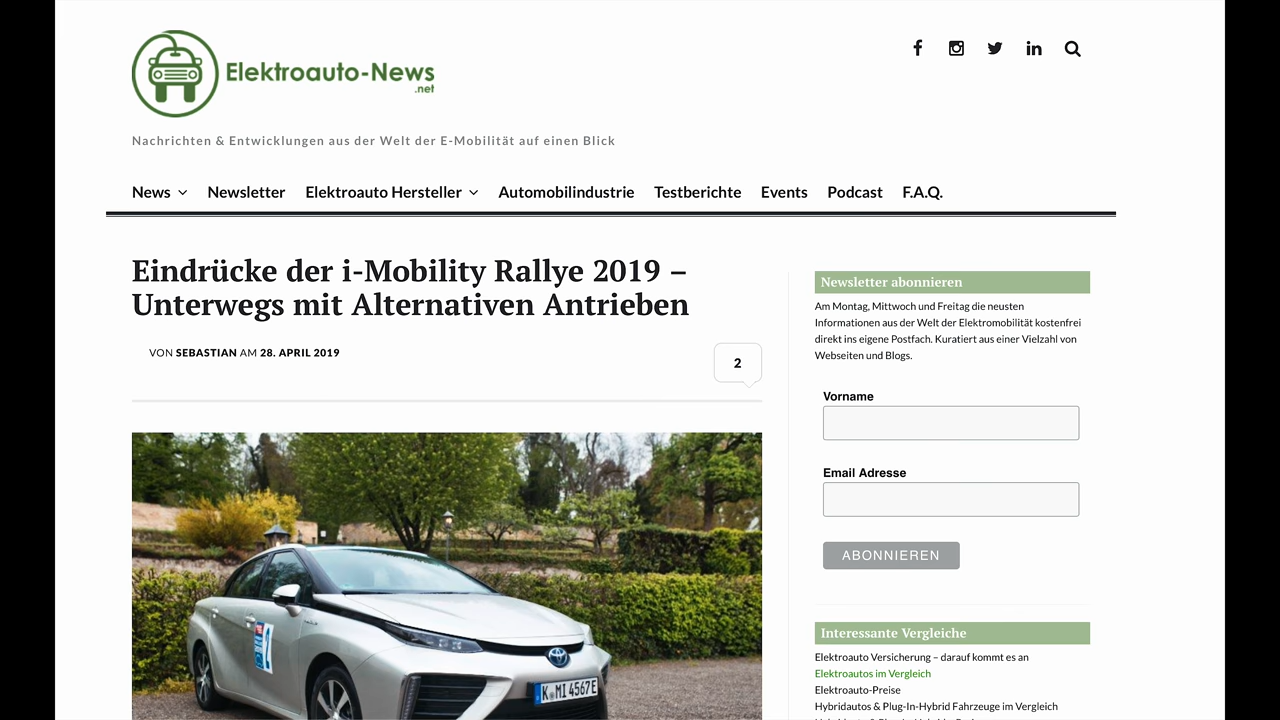 Elektroauto-News
.net
Nachrichten & Entwicklungen aus der Welt der E-Mobilität auf einen Blick
News Newsletter Elektroauto Hersteller Automobilindustrie Testberichte Events Podcast F.A.Q.
Eindrücke der i-Mobility Rallye 2019 –
Unterwegs mit Alternativen Antrieben
VON SEBASTIAN AM 28. APRIL 2019
2
K MI 4567E
Newsletter abonnieren
Am Montag, Mittwoch und Freitag die neusten
Informationen aus der Welt der Elektromobilität kostenfrei
direkt ins eigene Postfach. Kuratiert aus einer Vielzahl von
Webseiten und Blogs.
Vorname
Email Adresse
ABONNIEREN
Interessante Vergleiche
Elektroauto Versicherung – darauf kommt es an
Elektroautos im Vergleich
Elektroauto-Preise
Hybridautos & Plug-In-Hybrid Fahrzeuge im Vergleich